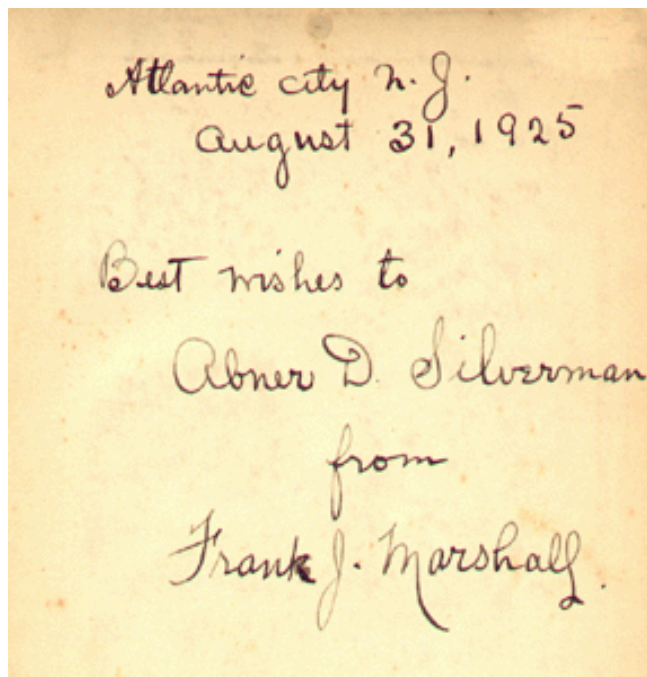 Atlantic city N. J.
August 31, 1925
Best wishes to
Abner D. Silverman
from
Frank J. Marshall.